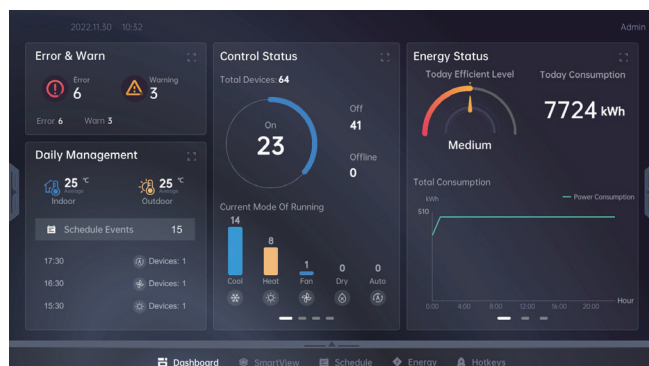 2022.11.30 10:32
Admin
Error & Warn
Error
6
Warning
3
Error 6 Warn 3
Daily Management
25 °C
Average
Indoor
25 °C
Average
Outdoor
Schedule Events 15
17:30 Devices: 1
16:30 Devices: 1
15:30 Devices: 1
Control Status
Total Devices: 64
On
23
Off
41
Offline
0
Current Mode Of Running
14 8 1 0 0
Cool Heat Fan Dry Auto
Energy Status
Today Efficient Level
Medium
Today Consumption
7724 kWh
Total Consumption
kWh
Power Consumption
510
0:00 4:00 8:00 12:00 16:00 20:00 Hour
Dashboard SmartView Schedule Energy Hotkeys